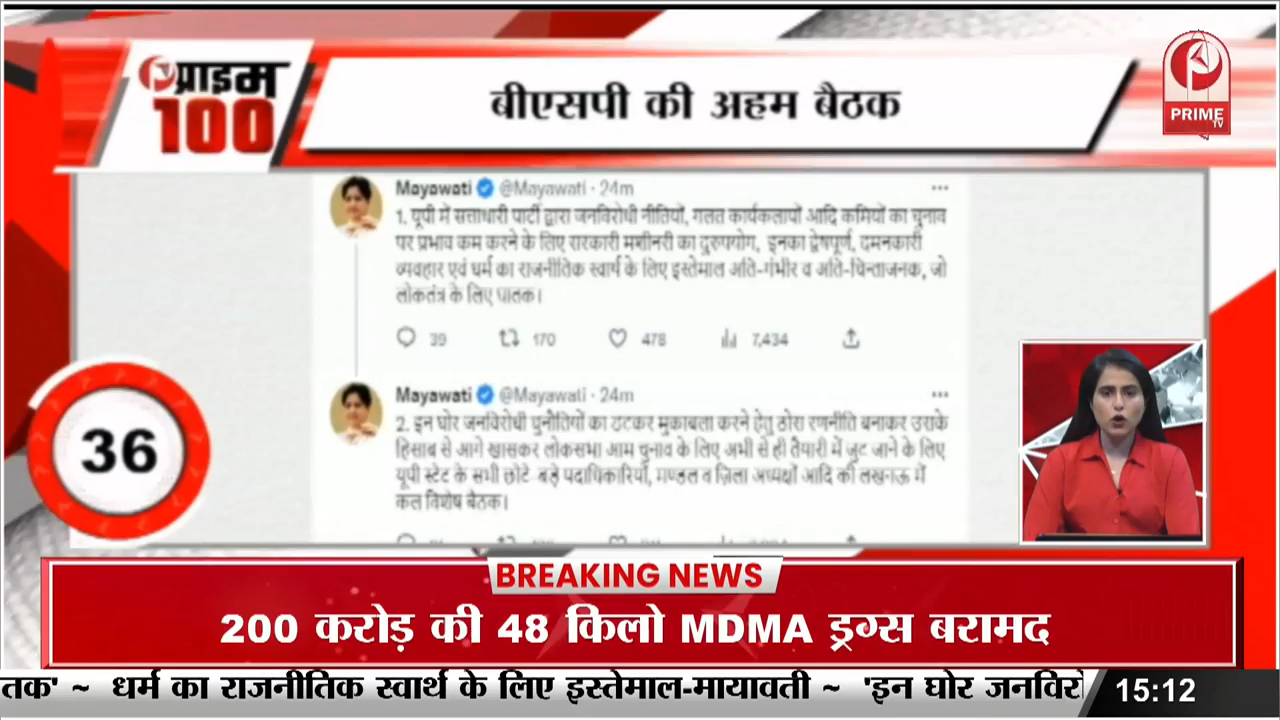 प्राइम
100
बीएसपी की अहम बैठक
PRIME
TV
Mayawati @Mayawati · 24m
1. यूपी में सत्ताधारी पार्टी द्वारा जनविरोधी नीतियों, गलत कार्यकलापों आदि कमियों का चुनाव
पर प्रभाव कम करने के लिए सरकारी मशीनरी का दुरुपयोग, इनका द्वेषपूर्ण, दमनकारी
व्यवहार एवं धर्म का राजनीतिक स्वार्थ के लिए इस्तेमाल अति-गंभीर व अति-चिन्ताजनक, जो
लोकतंत्र के लिए घातक।
39 170 478 7,434
Mayawati @Mayawati · 24m
2. इन घोर जनविरोधी चुनौतियों का डटकर मुकाबला करने हेतु ठोस रणनीति बनाकर उसके
हिसाब से आगे खासकर लोकसभा आम चुनाव के लिए अभी से ही तैयारी में जुट जाने के लिए
यूपी स्टेट के सभी छोटे-बड़े पदाधिकारियों, मण्डल व ज़िला अध्यक्षों आदि की लखनऊ में
कल विशेष बैठक।
36
BREAKING NEWS
200 करोड़ की 48 किलो MDMA ड्रग्स बरामद
तक' ~ धर्म का राजनीतिक स्वार्थ के लिए इस्तेमाल-मायावती ~ 'इन घोर जनविरो
15:12